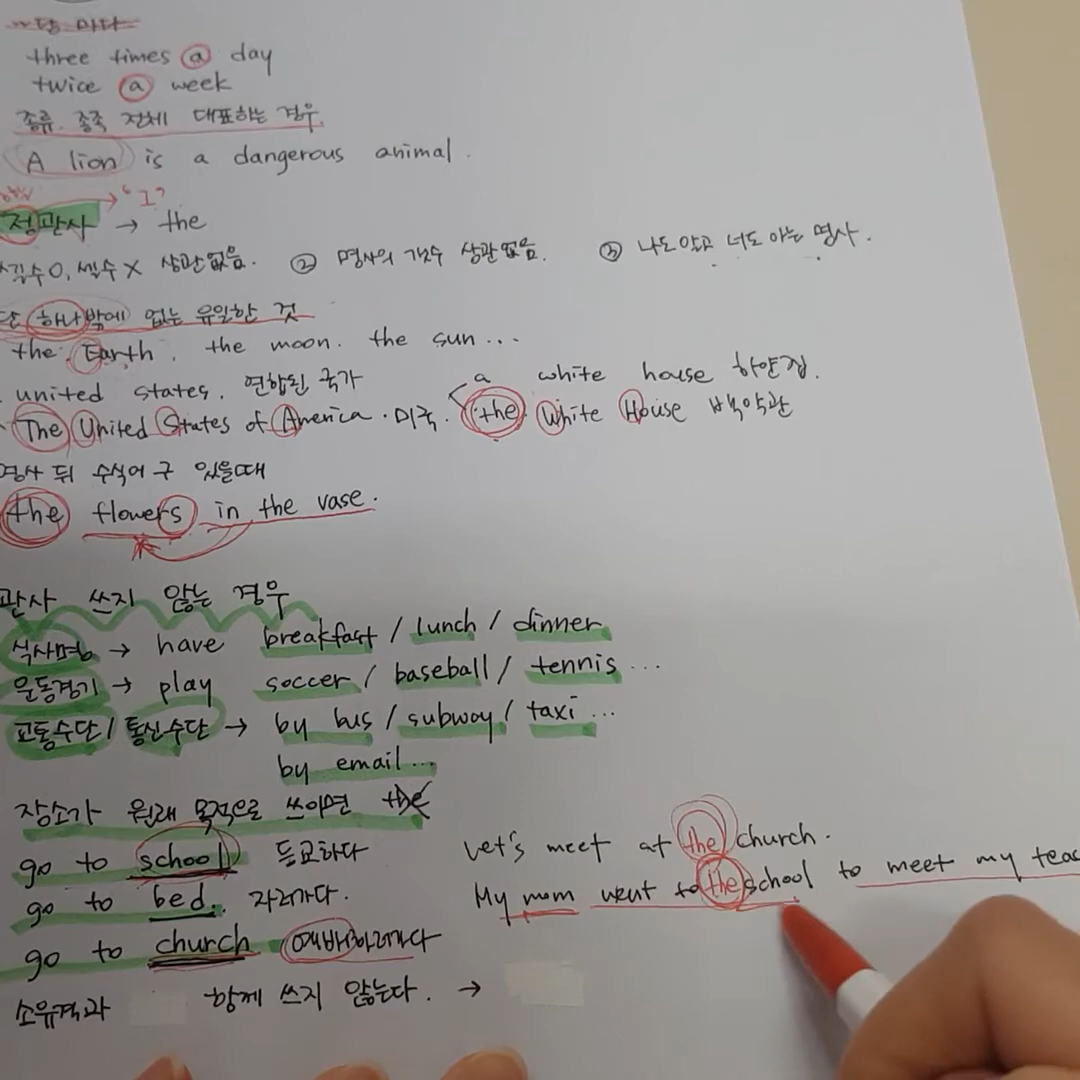 three times a day
twice a week
종류, 종족 전체 대표하는 경우.
A lion is a dangerous animal.
"그"
정관사 → the
셀수O, 셀수X 상관없음. ② 명사의 갯수 상관없음. ③ 나도알고 너도 아는 명사.
단 하나밖에 없는 유일한 것
the Earth, the moon. the sun...
united states. 연합된 국가 a white house 하얀집.
The United States of America. 미국. the White House 백악관
명사 뒤 수식어구 있을때
the flowers in the vase.
관사 쓰지 않는 경우
식사명 → have breakfast / lunch / dinner
운동경기 → play soccer / baseball / tennis ...
교통수단 / 통신수단 → by bus / subway / taxi ...
by email...
장소가 원래 목적으로 쓰이면 the
go to school 등교하다 Let's meet at the church.
go to bed. 자러가다. My mom went to the school to meet my teac
go to church 예배하러가다
소유격과 함께 쓰지 않는다. →